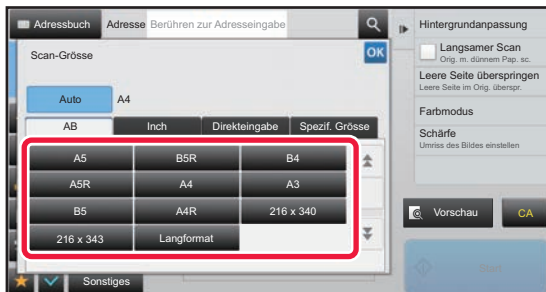 Adressbuch Adresse Berühren zur Adresseingabe
Scan-Grösse OK
Auto A4
AB Inch Direkteingabe Spezif. Grösse
A5 B5R B4
A5R A4 A3
B5 A4R 216 x 340
216 x 343 Langformat
Sonstiges
Hintergrundanpassung
Langsamer Scan
Orig. m. dünnem Pap. sc.
Leere Seite überspringen
Leere Seite im Orig. überspr.
Farbmodus
Schärfe
Umriss des Bildes einstellen
Vorschau CA
Start